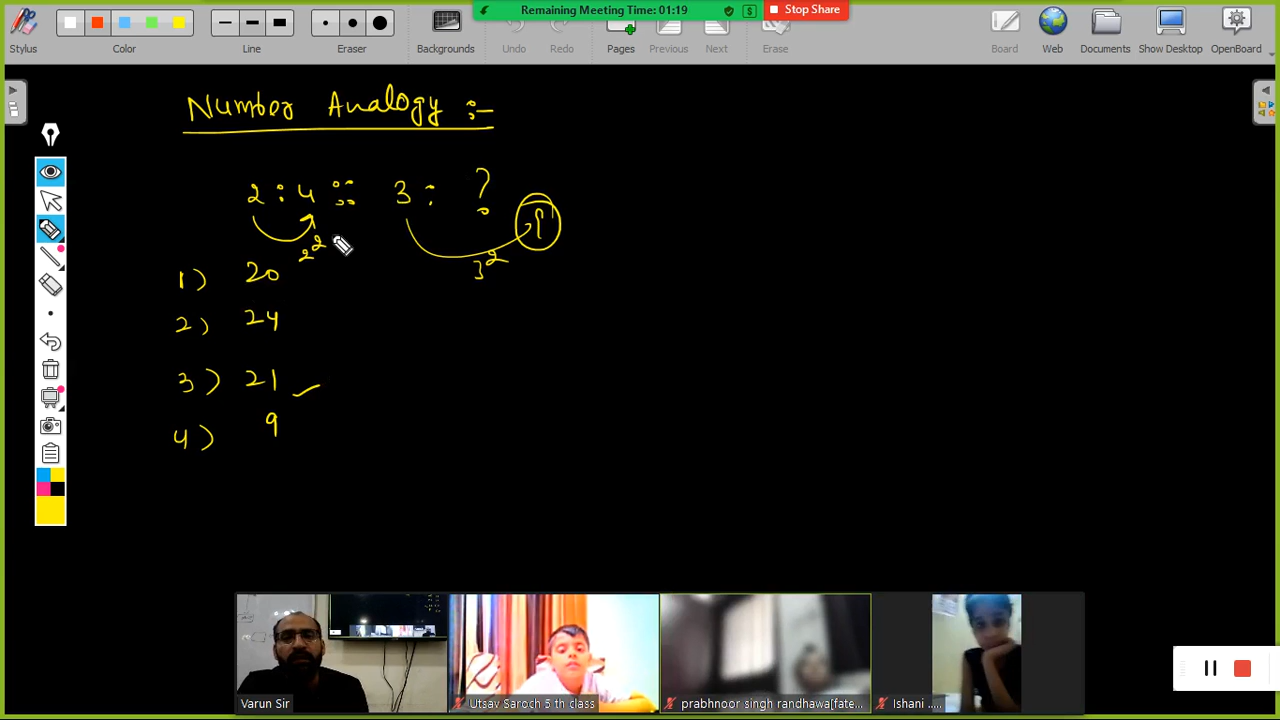 Remaining Meeting Time: 01:19
Stop Share
Stylus
Color
Line
Eraser
Backgrounds
Undo
Redo
Pages
Previous
Next
Erase
Board
Web
Documents
Show Desktop
OpenBoard
Number Analogy :-
2 : 4 :: 3 : ?
2²
3²
9
1) 20
2) 24
3) 21 ✓
4) 9
Varun Sir
Utsav Saroch 5 th class
prabhnoor singh randhawa(fate...
Ishani .....